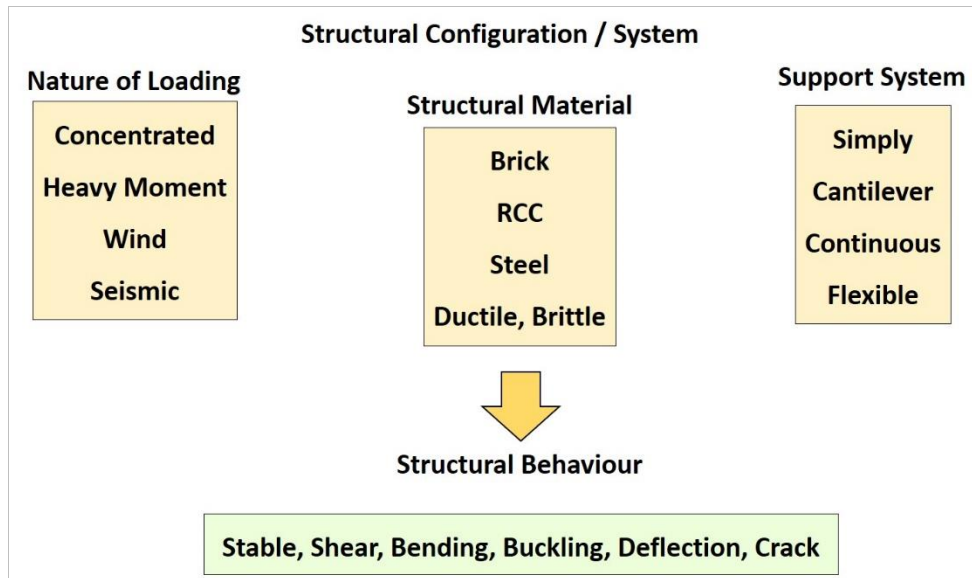 Structural Configuration / System
Nature of Loading
Concentrated
Heavy Moment
Wind
Seismic
Structural Material
Brick
RCC
Steel
Ductile, Brittle
Support System
Simply
Cantilever
Continuous
Flexible
Structural Behaviour
Stable, Shear, Bending, Buckling, Deflection, Crack